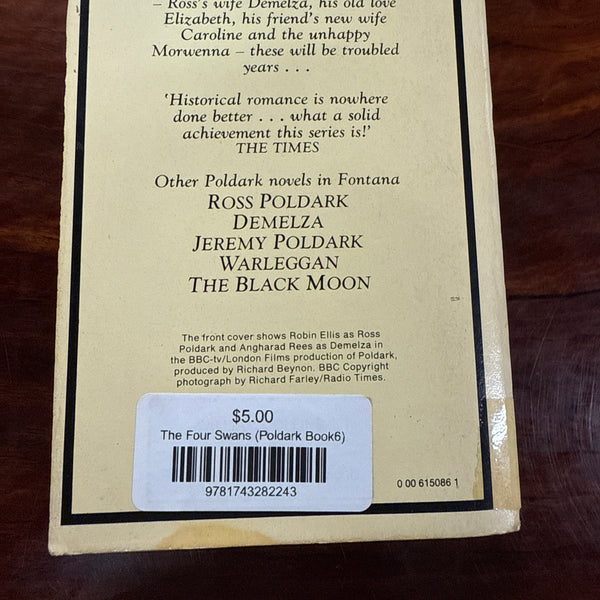 – Ross's wife Demelza, his old love
Elizabeth, his friend's new wife
Caroline and the unhappy
Morwenna – these will be troubled
years . . .
'Historical romance is nowhere
done better . . . what a solid
achievement this series is!'
THE TIMES
Other Poldark novels in Fontana
ROSS POLDARK
DEMELZA
JEREMY POLDARK
WARLEGGAN
THE BLACK MOON
The front cover shows Robin Ellis as Ross
Poldark and Angharad Rees as Demelza in
the BBC-tv/London Films production of Poldark,
produced by Richard Beynon. BBC Copyright
photograph by Richard Farley/Radio Times.
$5.00
The Four Swans (Poldark Book6)
9781743282243
0 00 615086 1